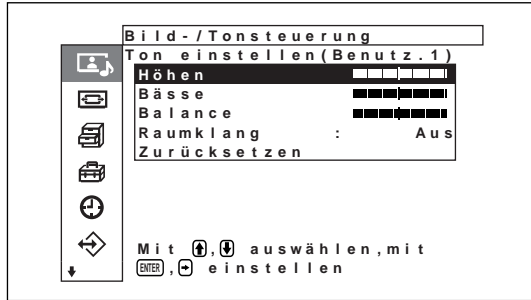 Bild-/Tonsteuerung
Ton einstellen(Benutz.1)
Höhen
Bässe
Balance
Raumklang : Aus
Zurücksetzen
Mit ↑,↓ auswählen,mit
ENTER,→ einstellen